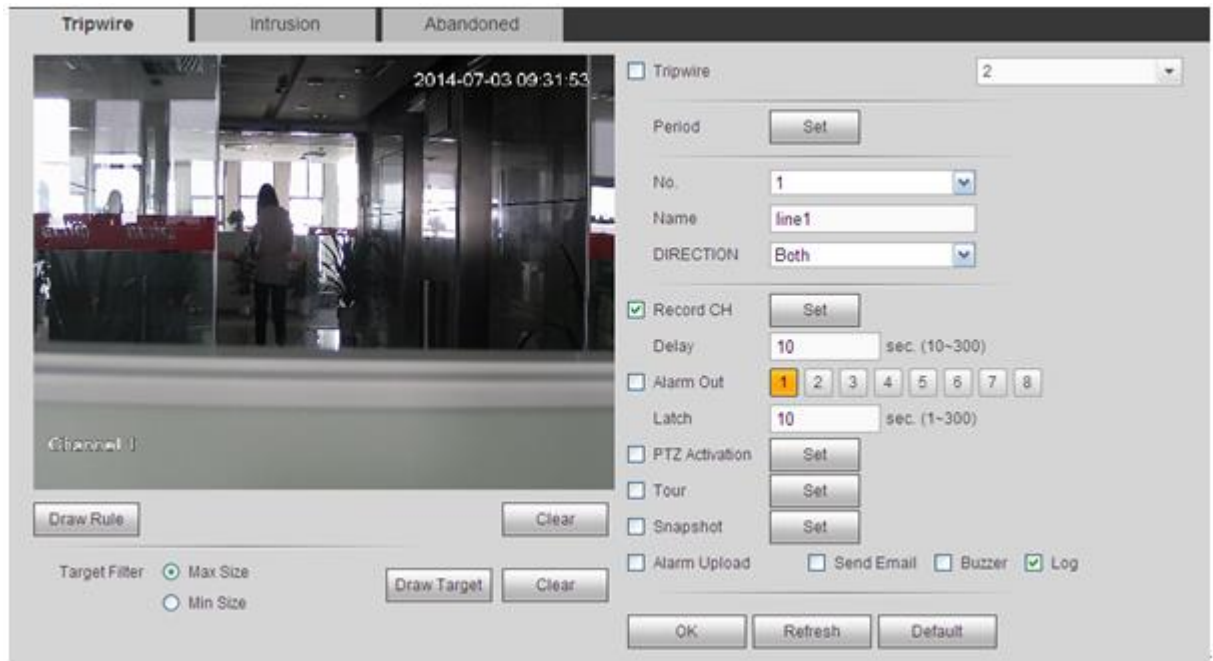 Tripwire
Intrusion
Abandoned
2014-07-03 09:31:53
Channel 1
Draw Rule
Clear
Target Filter
Max Size
Min Size
Draw Target
Clear
Tripwire 2
Period Set
No. 1
Name line1
DIRECTION Both
Record CH Set
Delay 10 sec. (10~300)
Alarm Out 1 2 3 4 5 6 7 8
Latch 10 sec. (1~300)
PTZ Activation Set
Tour Set
Snapshot Set
Alarm Upload Send Email Buzzer Log
OK Refresh Default